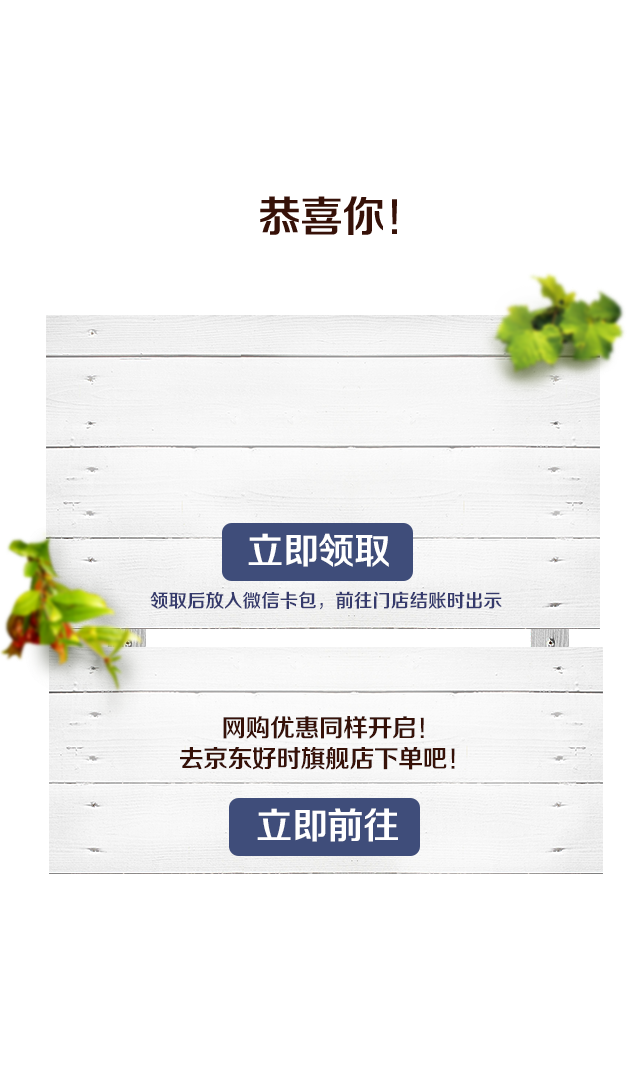 恭喜你！
立即领取
领取后放入微信卡包，前往门店结账时出示
网购优惠同样开启！
去京东好时旗舰店下单吧！
立即前往